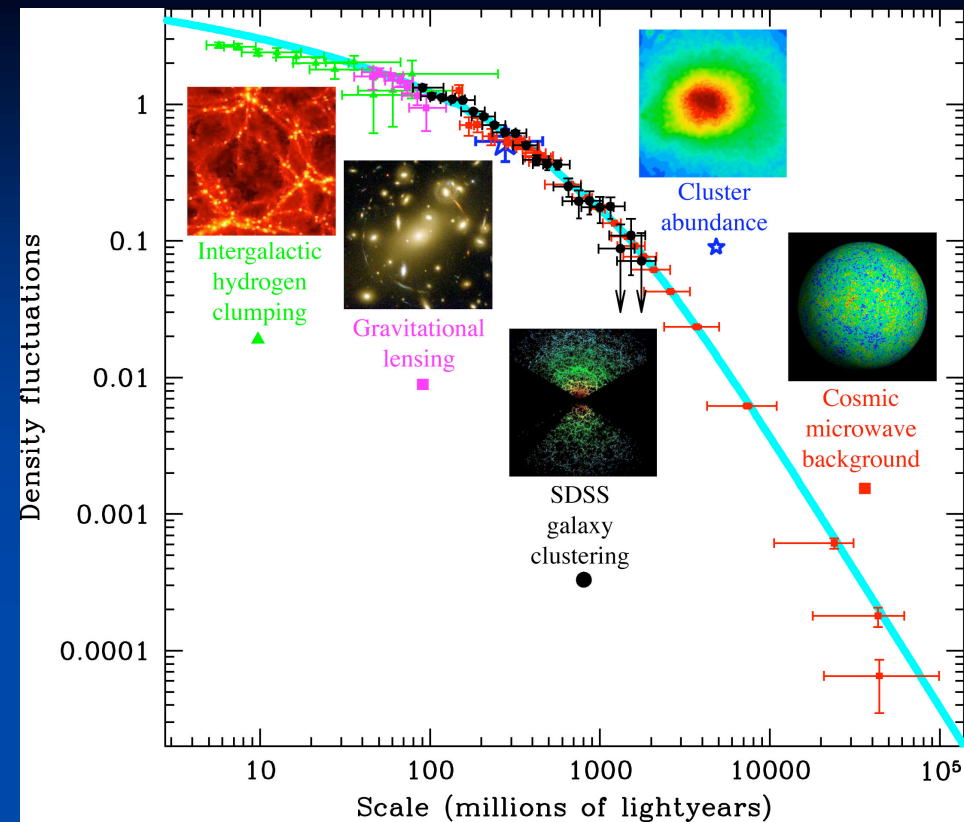 Density fluctuations
1
0.1
0.01
0.001
0.0001
Intergalactic
hydrogen
clumping
Gravitational
lensing
SDSS
galaxy
clustering
Cluster
abundance
Cosmic
microwave
background
10
100
1000
10000
10⁵
Scale (millions of lightyears)